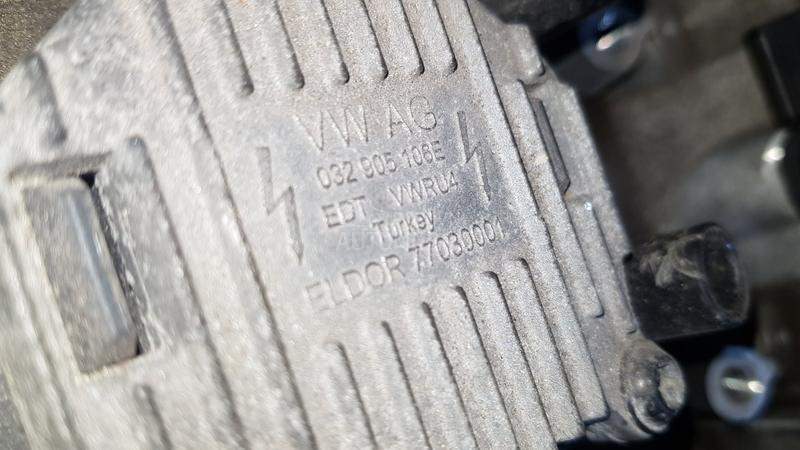 VW AG
032 905 106E
EDT VWRU4
Turkey
ELDOR 77030001